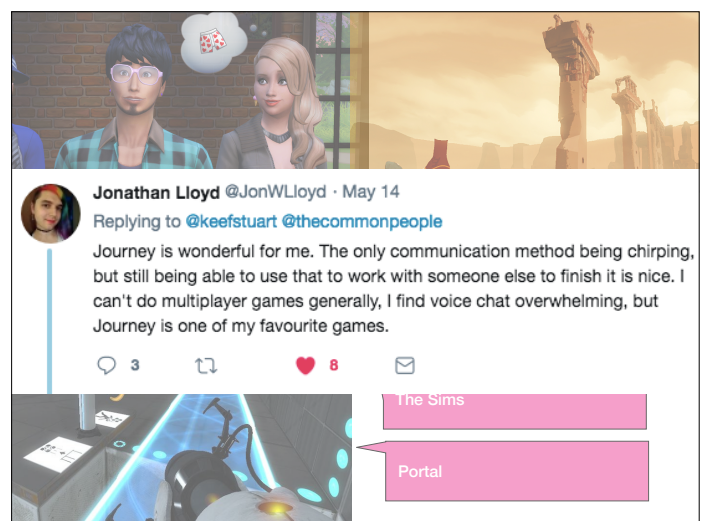 Jonathan Lloyd @JonWLloyd · May 14
Replying to @keefstuart @thecommonpeople
Journey is wonderful for me. The only communication method being chirping,
but still being able to use that to work with someone else to finish it is nice. I
can't do multiplayer games generally, I find voice chat overwhelming, but
Journey is one of my favourite games.
3 8
The Sims
Portal